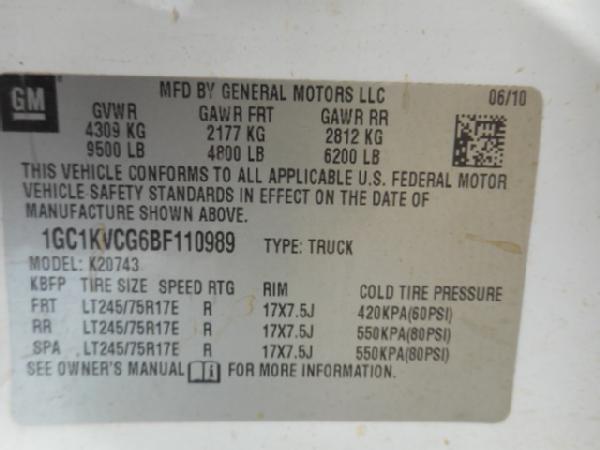 GM
MFD BY GENERAL MOTORS LLC 06/10
GVWR GAWR FRT GAWR RR
4309 KG 2177 KG 2812 KG
9500 LB 4800 LB 6200 LB
THIS VEHICLE CONFORMS TO ALL APPLICABLE U.S. FEDERAL MOTOR
VEHICLE SAFETY STANDARDS IN EFFECT ON THE DATE OF
MANUFACTURE SHOWN ABOVE.
1GC1KVCG6BF110989 TYPE: TRUCK
MODEL: K20743
KBFP TIRE SIZE SPEED RTG RIM COLD TIRE PRESSURE
FRT LT245/75R17E R 17X7.5J 420KPA(60PSI)
RR LT245/75R17E R 17X7.5J 550KPA(80PSI)
SPA LT245/75R17E R 17X7.5J 550KPA(80PSI)
SEE OWNER'S MANUAL FOR MORE INFORMATION.